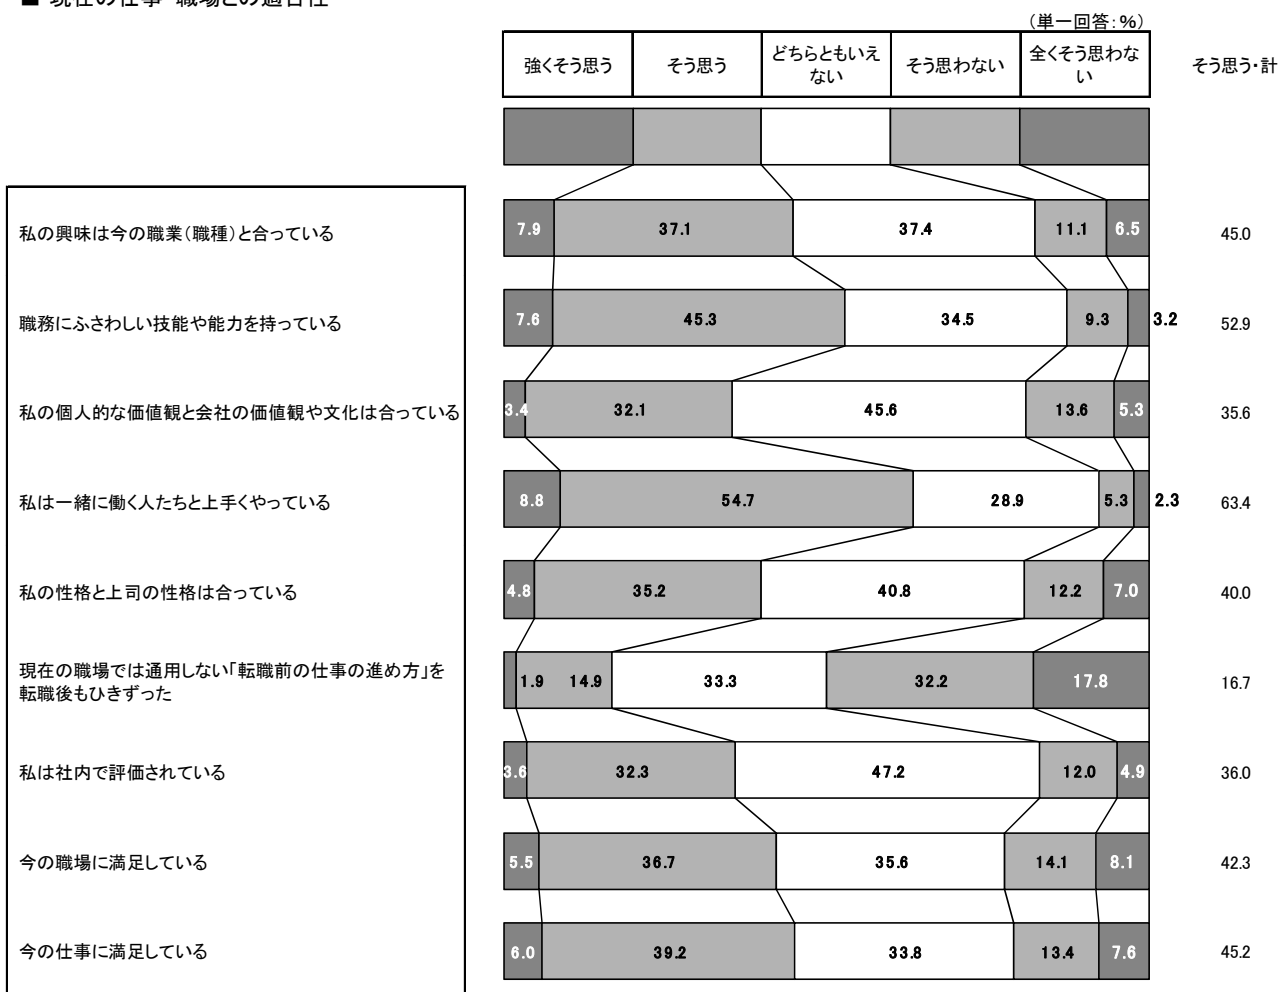 ■ 現在の仕事・職場との適合性
（単一回答：%）
強くそう思う そう思う どちらともいえ そう思わない 全くそう思わな そう思う・計
ない い
私の興味は今の職業（職種）と合っている 7.9 37.1 37.4 11.1 6.5 45.0
職務にふさわしい技能や能力を持っている 7.6 45.3 34.5 9.3 3.2 52.9
私の個人的な価値観と会社の価値観や文化は合っている 3.4 32.1 45.6 13.6 5.3 35.6
私は一緒に働く人たちと上手くやっている 8.8 54.7 28.9 5.3 2.3 63.4
私の性格と上司の性格は合っている 4.8 35.2 40.8 12.2 7.0 40.0
現在の職場では通用しない「転職前の仕事の進め方」を
転職後もひきずった 1.9 14.9 33.3 32.2 17.8 16.7
私は社内で評価されている 3.6 32.3 47.2 12.0 4.9 36.0
今の職場に満足している 5.5 36.7 35.6 14.1 8.1 42.3
今の仕事に満足している 6.0 39.2 33.8 13.4 7.6 45.2